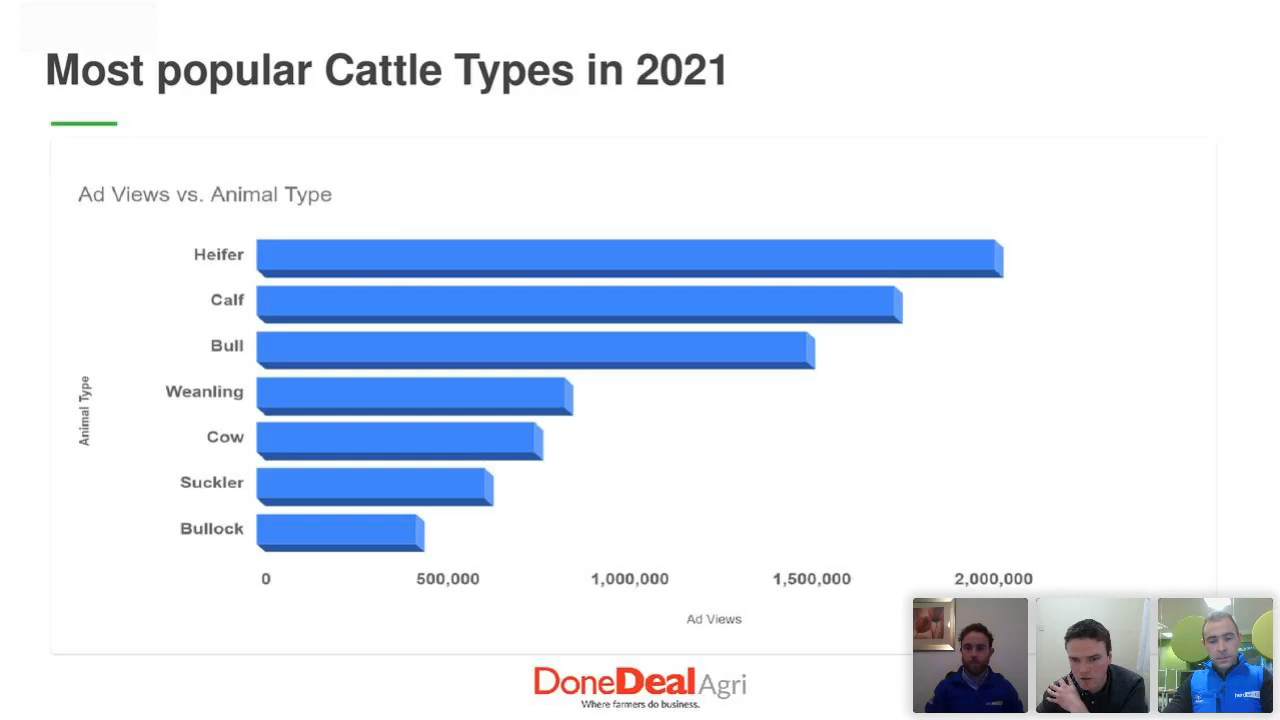 Most popular Cattle Types in 2021
Ad Views vs. Animal Type
Heifer
Calf
Bull
Weanling
Cow
Suckler
Bullock
Animal Type
0 500,000 1,000,000 1,500,000 2,000,000
Ad Views
DoneDeal Agri
Where farmers do business.